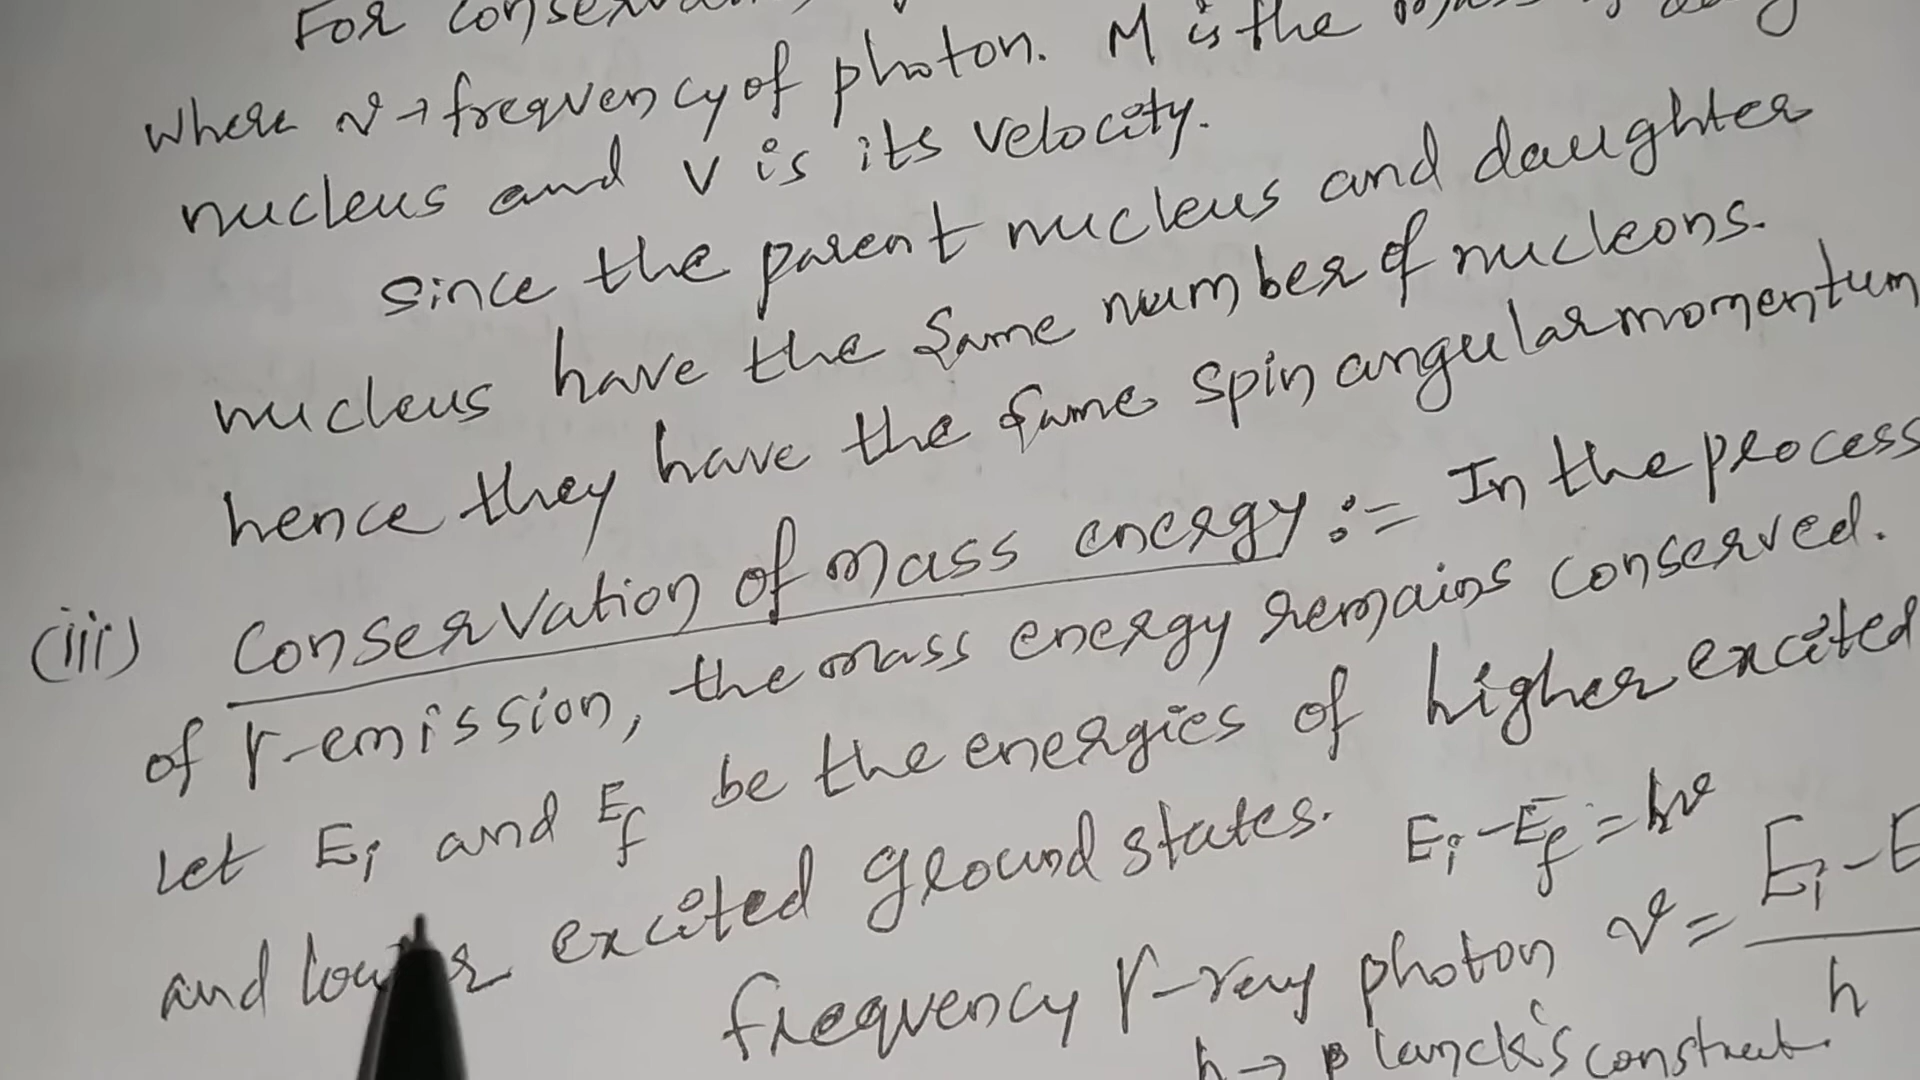 For
where ν → frequency of photon. M is the
nucleus and v is its velocity.
since the parent nucleus and daughter
nucleus have the same number of nucleons.
hence they have the same spin angular momentum
(iii) Conservation of mass energy := In the process
of γ-emission, the mass energy remains conserved.
Let Ei and Ef be the energies of higher excited
and lower excited ground states. Ei - Ef = hν
frequency γ-ray photon ν = Ei - E / h
h → planck's constant.